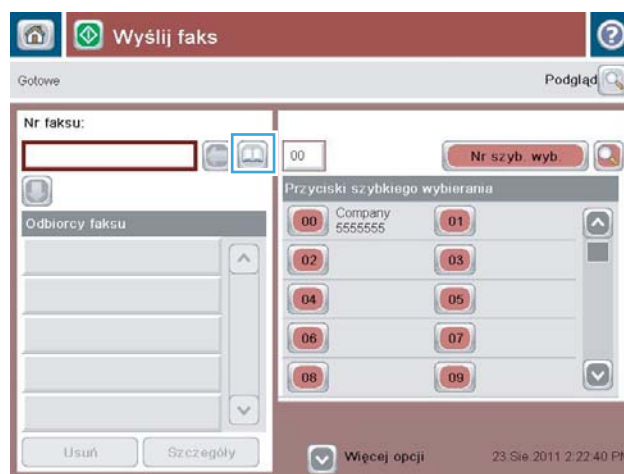 Wyślij faks
Gotowe
Podgląd
Nr faksu:
00
Nr szyb. wyb.
Przyciski szybkiego wybierania
Odbiorcy faksu
00 Company 01
5555555
02 03
04 05
06 07
08 09
Usuń Szczegóły
Więcej opcji
23 Sie 2011 2:22:40 PM